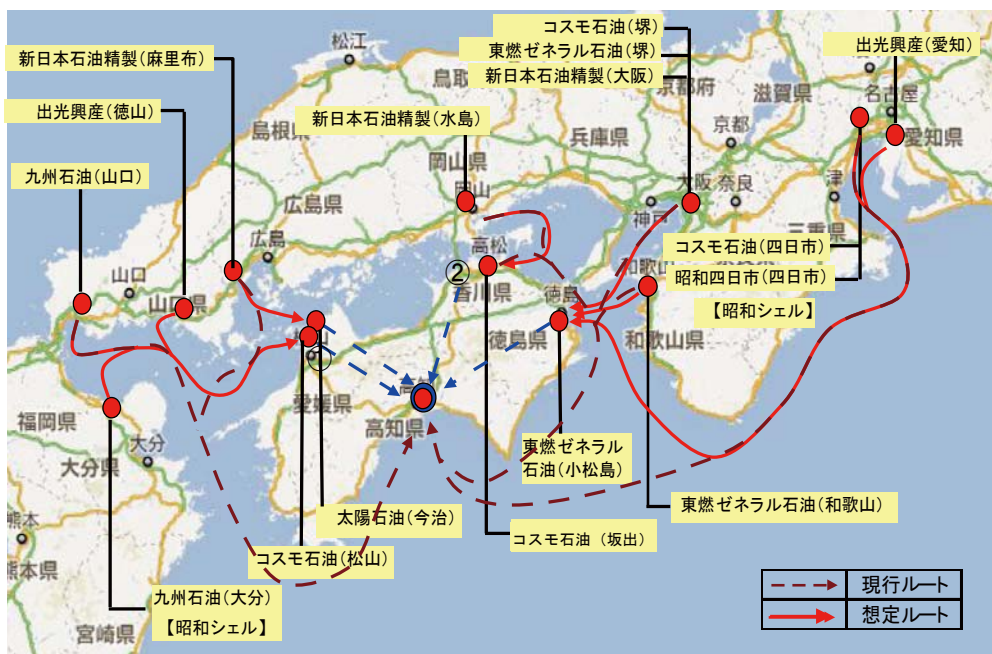 コスモ石油(堺)
東燃ゼネラル石油(堺)
新日本石油精製(大阪)
出光興産(愛知)
新日本石油精製(麻里布)
出光興産(徳山)
九州石油(山口)
新日本石油精製(水島)
松江
鳥取
島根県
岡山県
兵庫県
京都府
滋賀県
名古屋
愛知県
京都
大阪
奈良
神戸
津
三重県
広島県
広島
山口
山口県
高松
②
香川県
徳島
徳島県
和歌山
和歌山県
コスモ石油(四日市)
昭和四日市(四日市)
【昭和シェル】
愛媛県
高知県
福岡県
大分
大分県
熊本
熊本県
宮崎県
東燃ゼネラル
石油(小松島)
東燃ゼネラル石油(和歌山)
太陽石油(今治)
コスモ石油 (坂出)
コスモ石油(松山)
九州石油(大分)
【昭和シェル】
現行ルート
想定ルート